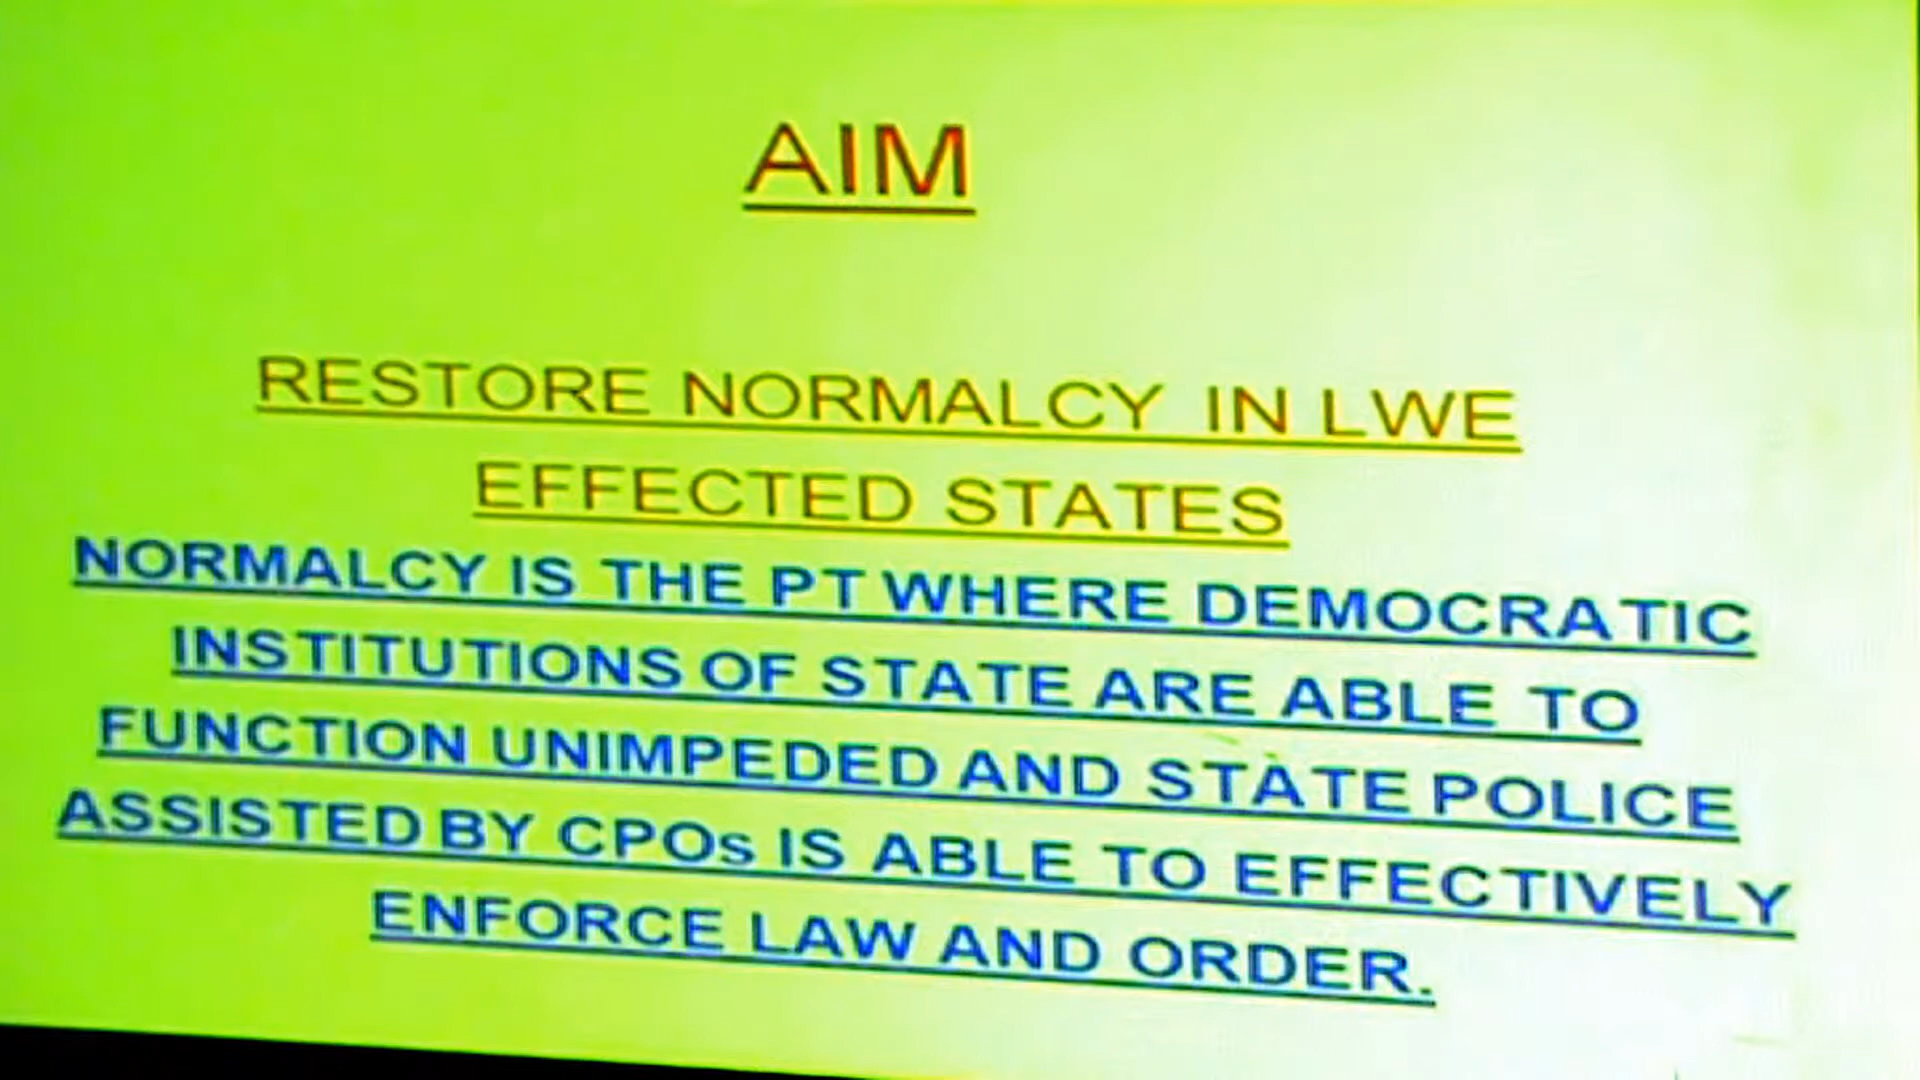 AIM
RESTORE NORMALCY IN LWE
EFFECTED STATES
NORMALCY IS THE PT WHERE DEMOCRATIC
INSTITUTIONS OF STATE ARE ABLE TO
FUNCTION UNIMPEDED AND STATE POLICE
ASSISTED BY CPOs IS ABLE TO EFFECTIVELY
ENFORCE LAW AND ORDER.